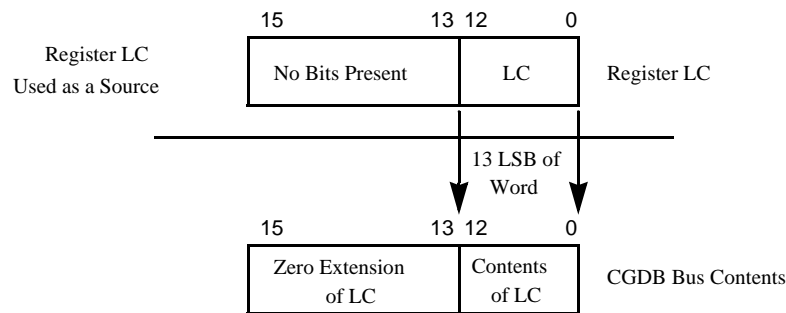 15 13 12 0
Register LC
Used as a Source
No Bits Present
LC
Register LC
13 LSB of
Word
15 13 12 0
Zero Extension
of LC
Contents
of LC
CGDB Bus Contents